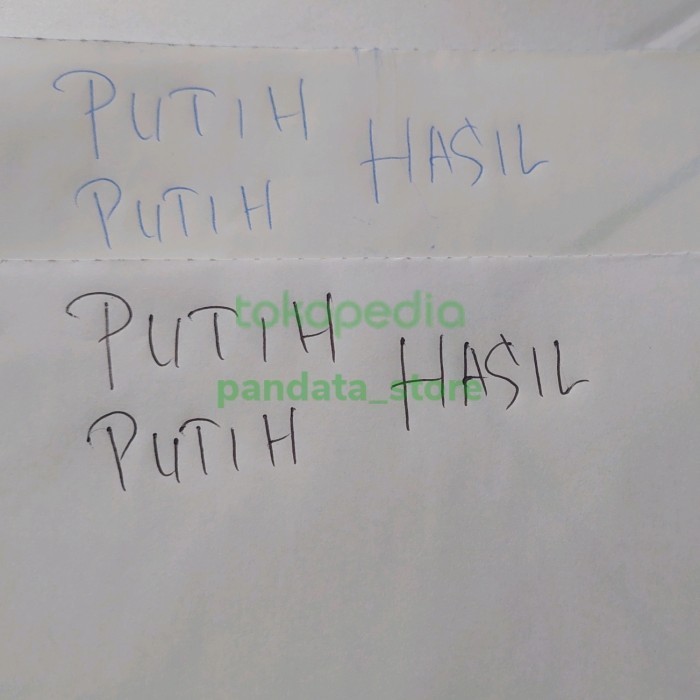 PUTIH
HASIL
PUTIH
PUTIH
tokopedia
HASIL
pandata_store
PUTIH